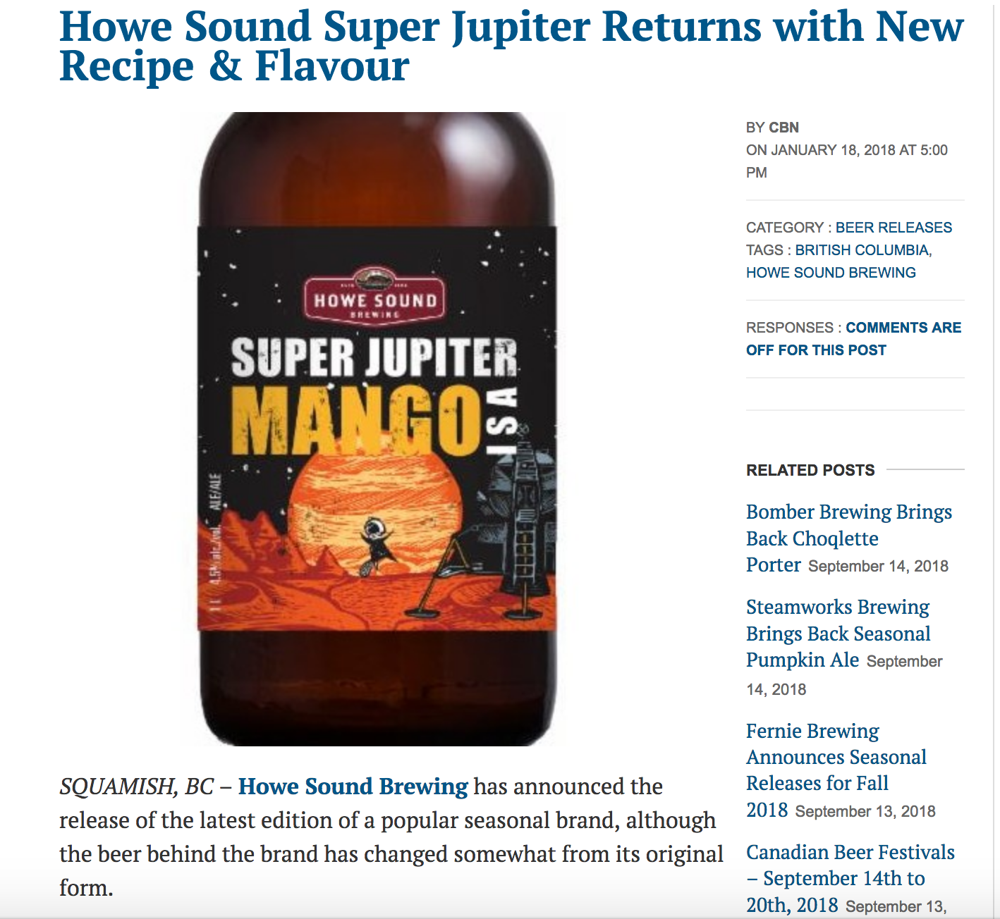 Howe Sound Super Jupiter Returns with New
Recipe & Flavour
HOWE SOUND
BREWING
SUPER JUPITER
MANGO
ISA
1 L 4.5% alc./vol. ALE/ALE
SQUAMISH, BC – Howe Sound Brewing has announced the
release of the latest edition of a popular seasonal brand, although
the beer behind the brand has changed somewhat from its original
form.
BY CBN
ON JANUARY 18, 2018 AT 5:00
PM
CATEGORY : BEER RELEASES
TAGS : BRITISH COLUMBIA,
HOWE SOUND BREWING
RESPONSES : COMMENTS ARE
OFF FOR THIS POST
RELATED POSTS
Bomber Brewing Brings
Back Choqlette
Porter September 14, 2018
Steamworks Brewing
Brings Back Seasonal
Pumpkin Ale September
14, 2018
Fernie Brewing
Announces Seasonal
Releases for Fall
2018 September 13, 2018
Canadian Beer Festivals
– September 14th to
20th, 2018 September 13,